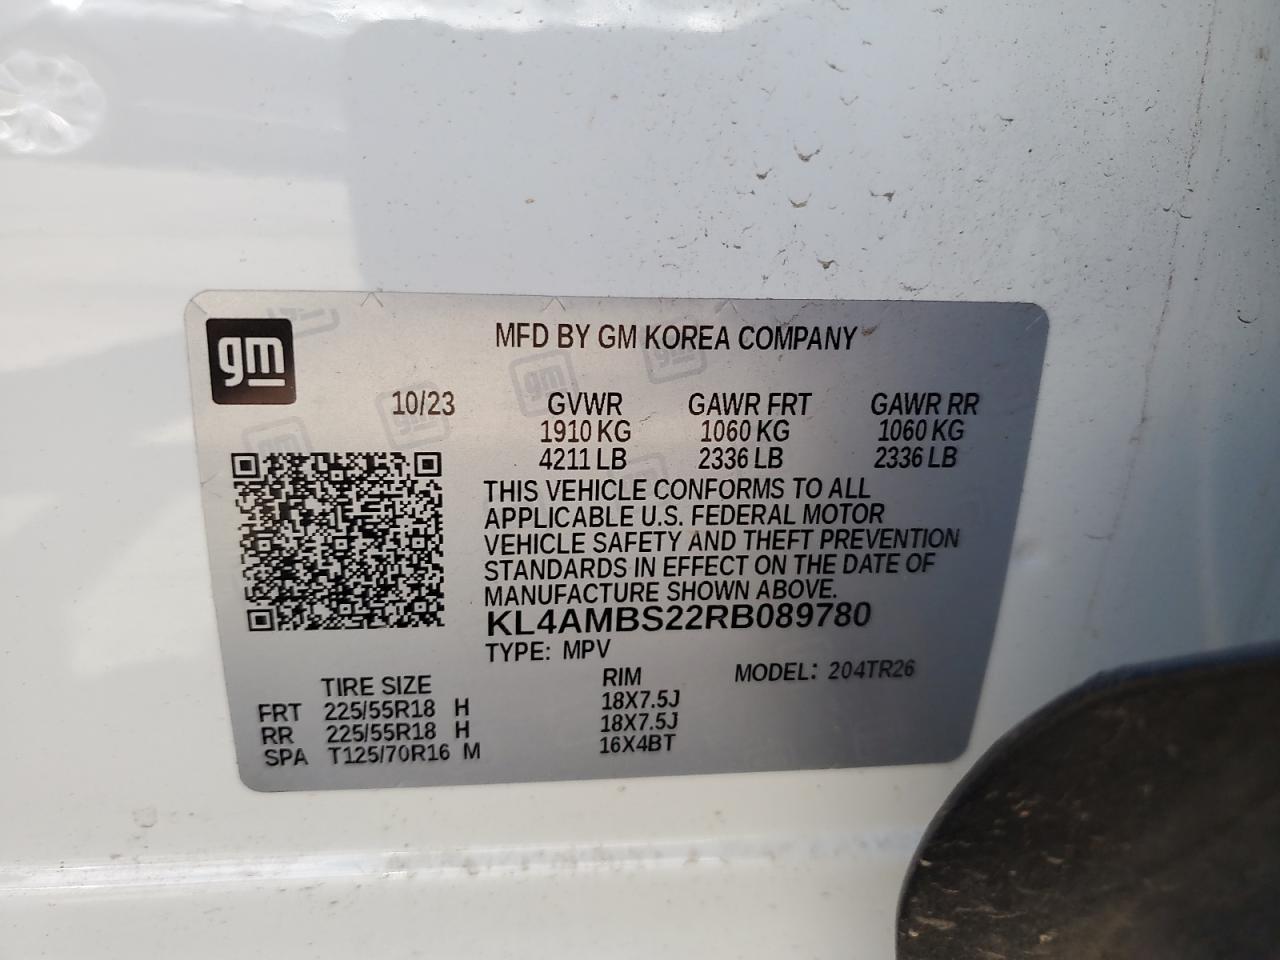 gm
MFD BY GM KOREA COMPANY
10/23 GVWR GAWR FRT GAWR RR
1910 KG 1060 KG 1060 KG
4211 LB 2336 LB 2336 LB
THIS VEHICLE CONFORMS TO ALL
APPLICABLE U.S. FEDERAL MOTOR
VEHICLE SAFETY AND THEFT PREVENTION
STANDARDS IN EFFECT ON THE DATE OF
MANUFACTURE SHOWN ABOVE.
KL4AMBS22RB089780
TYPE: MPV
TIRE SIZE RIM MODEL: 204TR26
FRT 225/55R18 H 18X7.5J
RR 225/55R18 H 18X7.5J
SPA T125/70R16 M 16X4BT